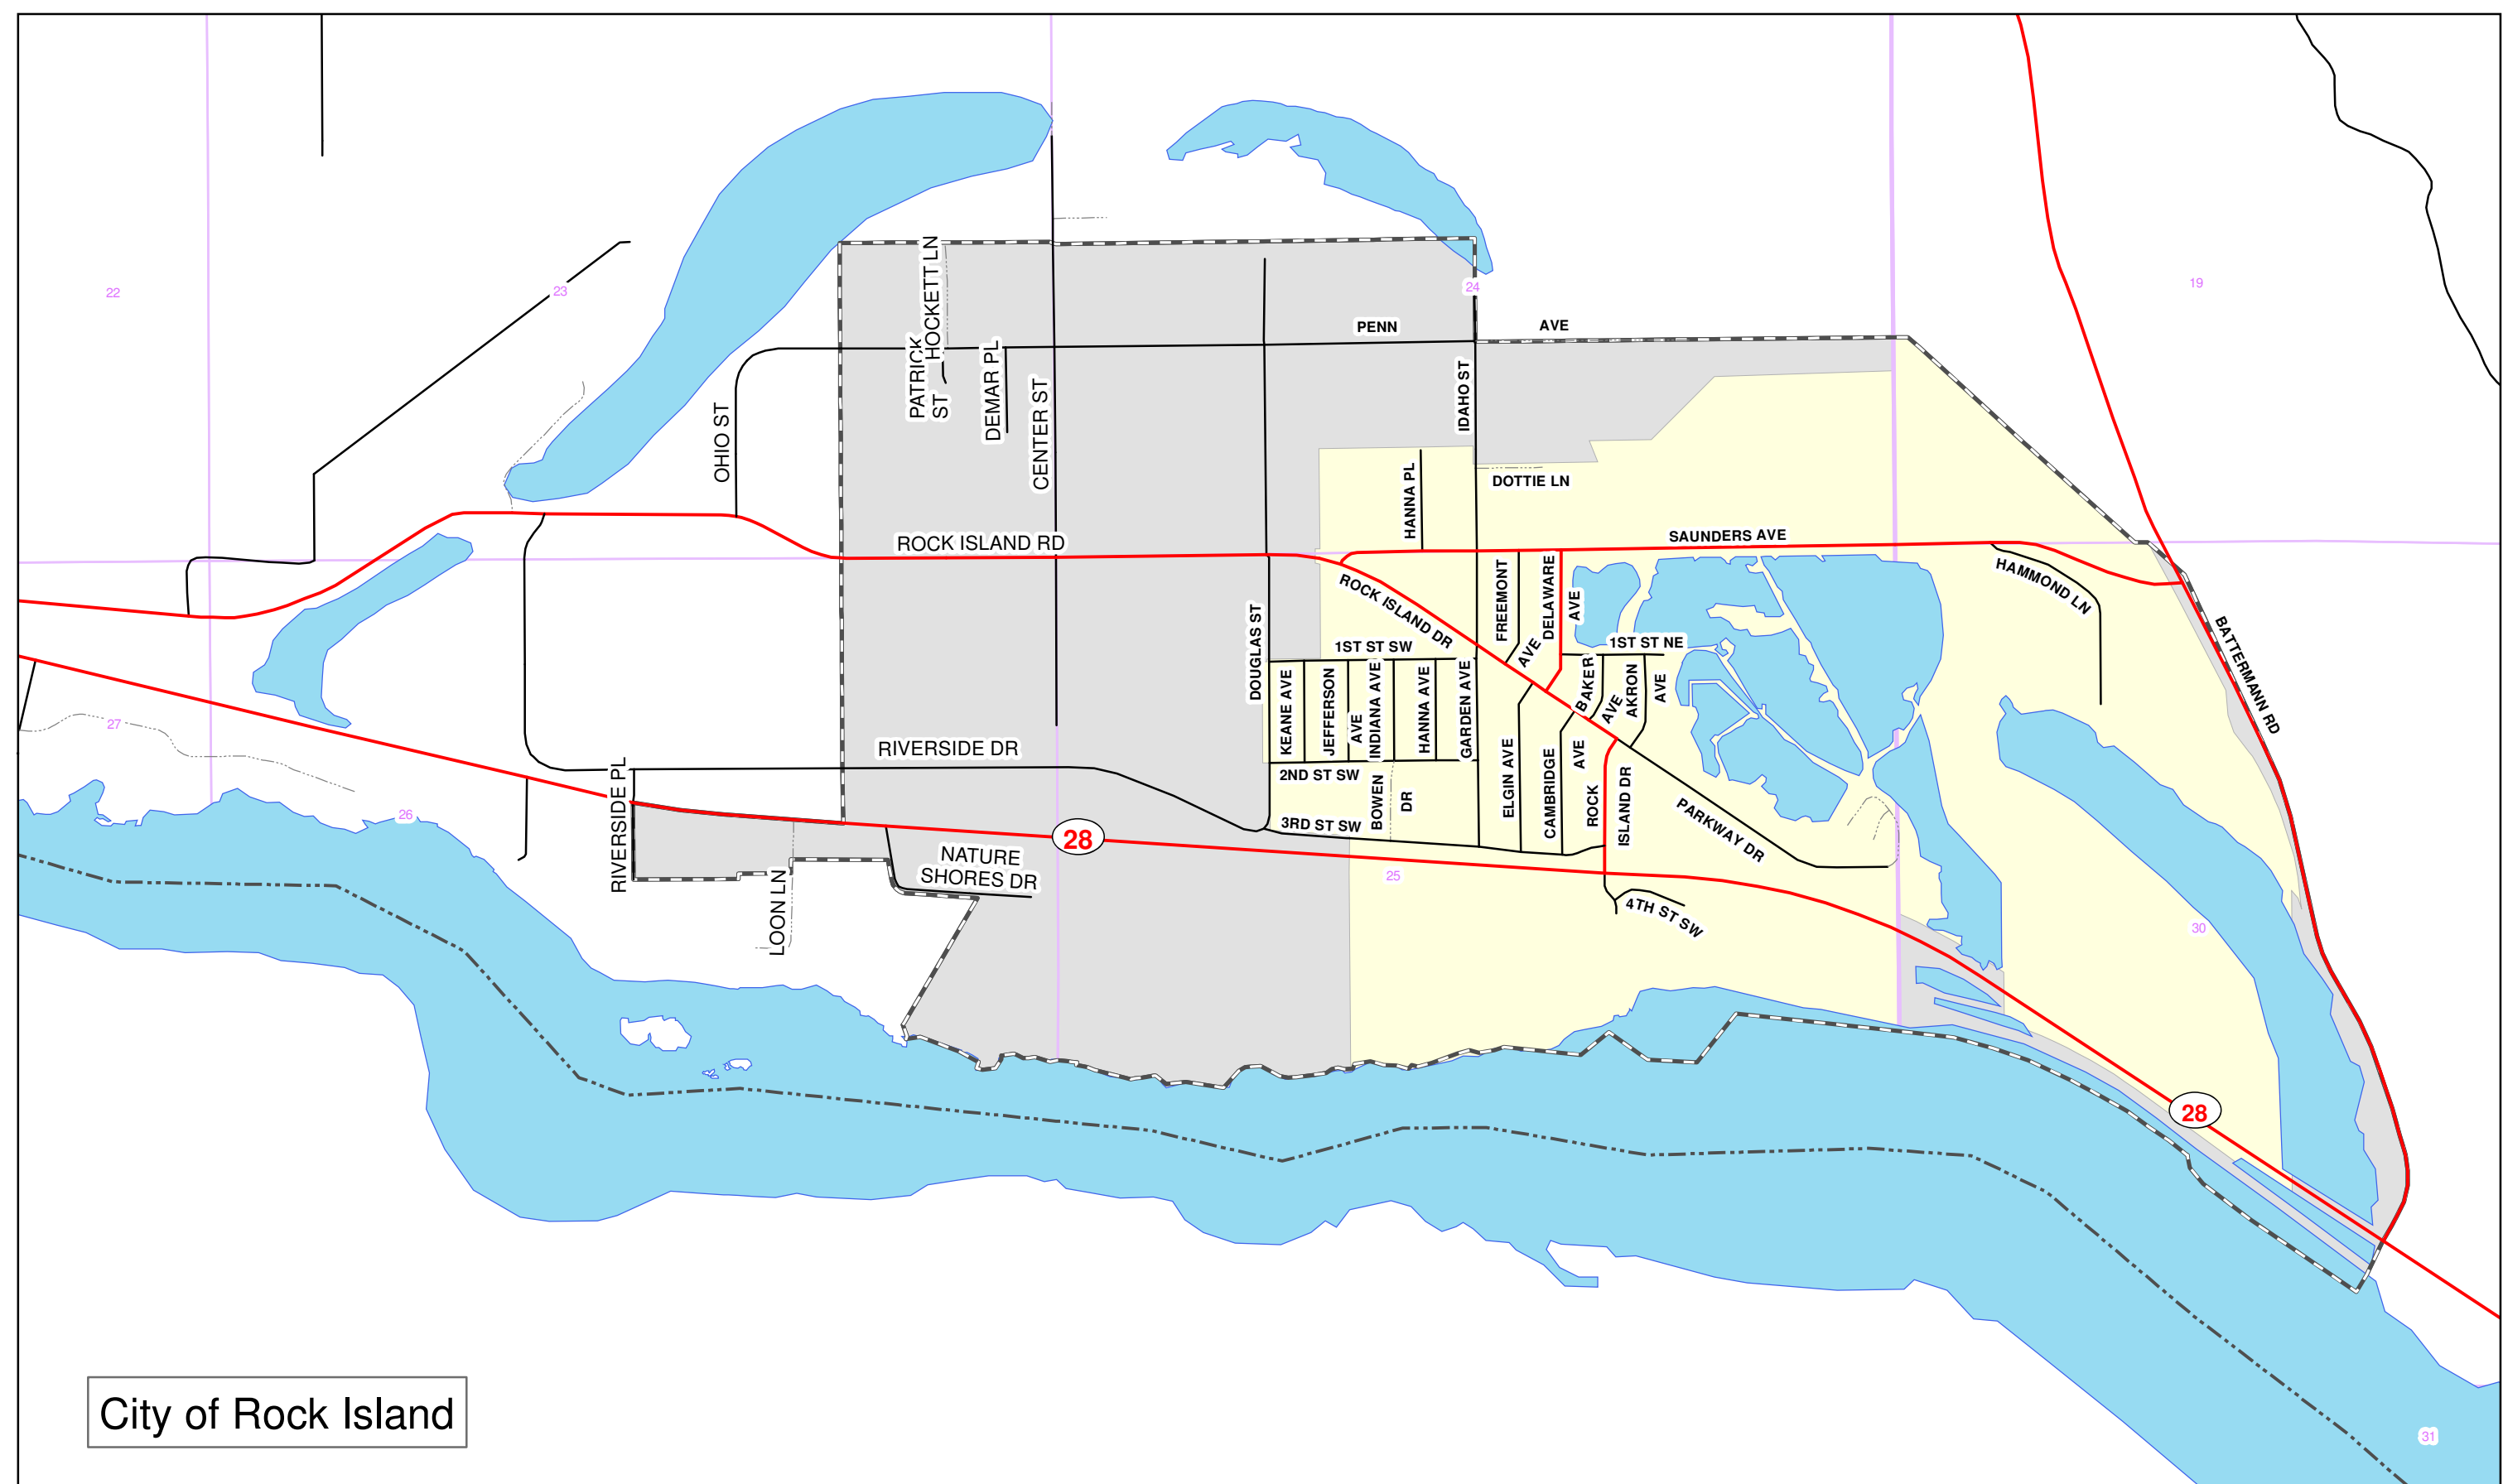 22
23
24
19
PENN
AVE
HOCKETT LN
PATRICK
ST
DEMAR PL
CENTER ST
OHIO ST
IDAHO ST
HANNA PL
DOTTIE LN
ROCK ISLAND RD
SAUNDERS AVE
ROCK ISLAND DR
FREEMONT
AVE
DELAWARE
AVE
HAMMOND LN
BATTERMANN RD
DOUGLAS ST
1ST ST SW
1ST ST NE
KEANE AVE
JEFFERSON
AVE
INDIANA AVE
HANNA AVE
GARDEN AVE
BAKER
AVE
AKRON
AVE
27
RIVERSIDE DR
RIVERSIDE PL
2ND ST SW
BOWEN
DR
ELGIN AVE
CAMBRIDGE
AVE
ROCK
ISLAND DR
PARKWAY DR
26
3RD ST SW
28
NATURE
SHORES DR
LOON LN
25
4TH ST SW
30
28
City of Rock Island
31